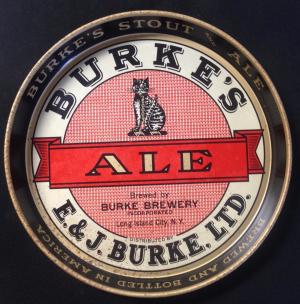 BURKE'S STOUT AND ALE
BURKE'S
ALE
Brewed by
BURKE BREWERY
INCORPORATED
Long Island City, N.Y.
DISTRIBUTED BY
E. & J. BURKE, LTD.
BREWED AND BOTTLED IN AMERICA